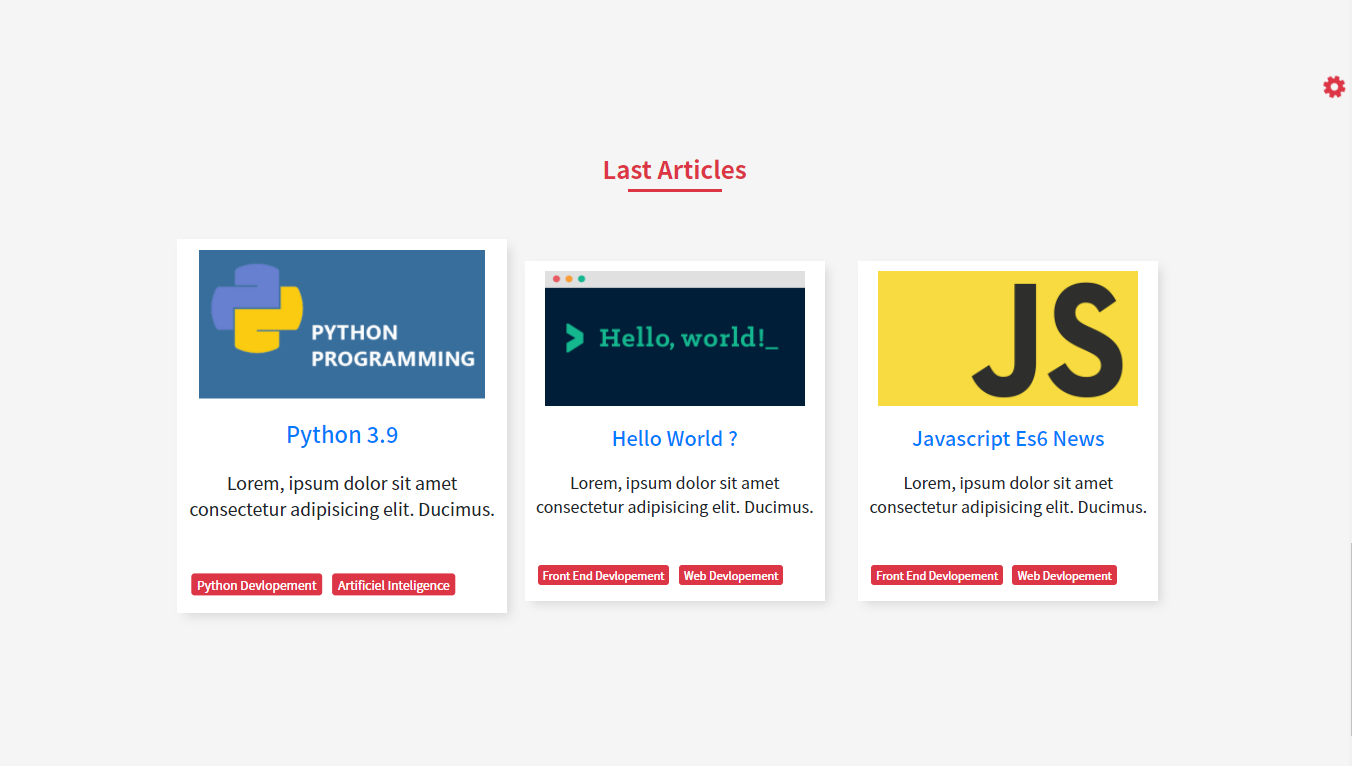 Last Articles
PYTHON
PROGRAMMING
Python 3.9
Lorem, ipsum dolor sit amet
consectetur adipisicing elit. Ducimus.
Python Devlopement
Artificiel Inteligence
Hello, world!_
Hello World ?
Lorem, ipsum dolor sit amet
consectetur adipisicing elit. Ducimus.
Front End Devlopement
Web Devlopement
JS
Javascript Es6 News
Lorem, ipsum dolor sit amet
consectetur adipisicing elit. Ducimus.
Front End Devlopement
Web Devlopement